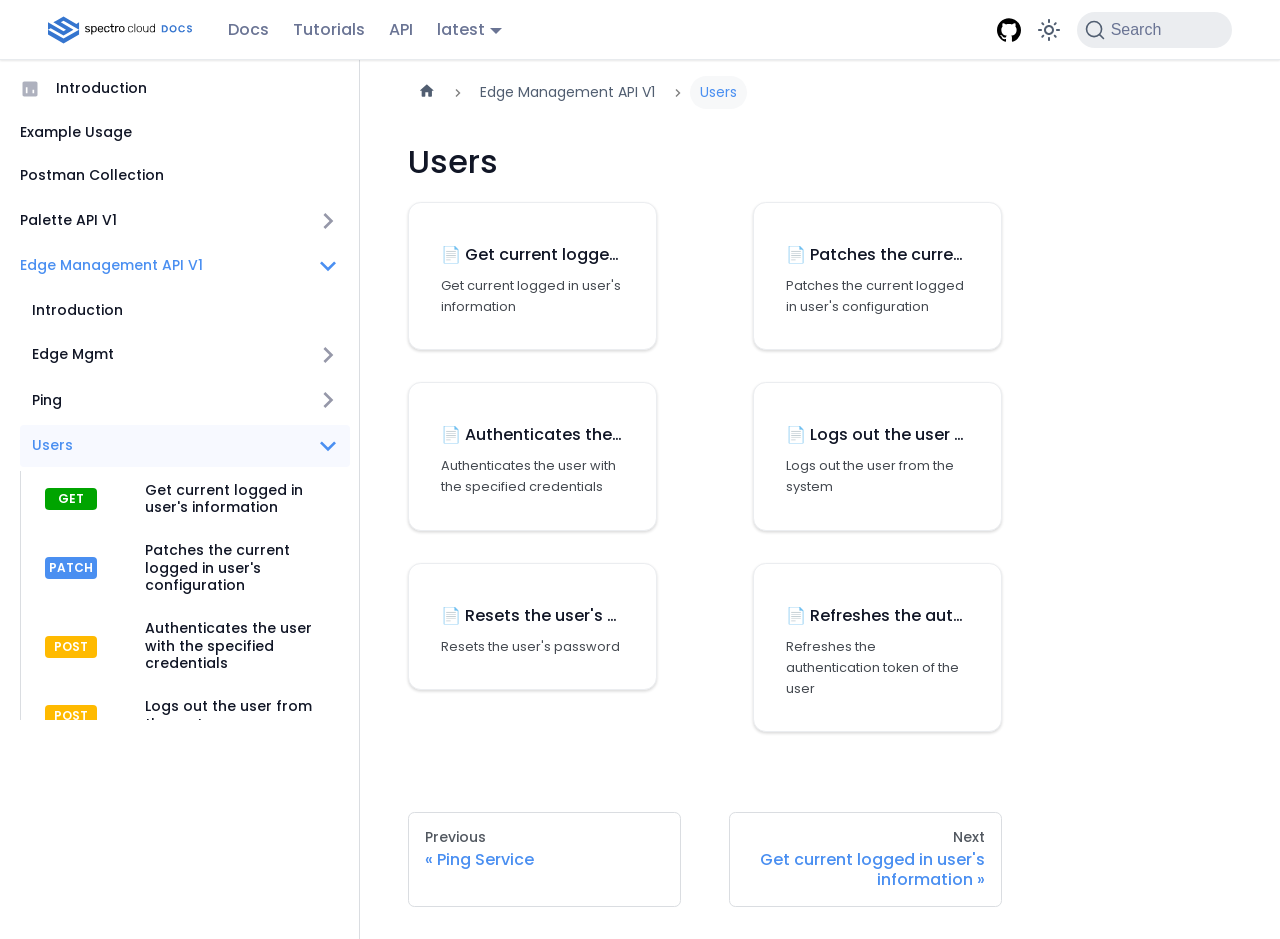 spectro cloud DOCS
Docs
Tutorials
API
latest
Search
Introduction
Example Usage
Postman Collection
Palette API V1
Edge Management API V1
Introduction
Edge Mgmt
Ping
Users
GET
Get current logged in
user's information
PATCH
Patches the current
logged in user's
configuration
POST
Authenticates the user
with the specified
credentials
POST
Logs out the user from
Edge Management API V1
Users
Users
Get current logge...
Get current logged in user's
information
Patches the curre...
Patches the current logged
in user's configuration
Authenticates the...
Authenticates the user with
the specified credentials
Logs out the user ...
Logs out the user from the
system
Resets the user's ...
Resets the user's password
Refreshes the aut...
Refreshes the
authentication token of the
user
Previous
« Ping Service
Next
Get current logged in user's
information »